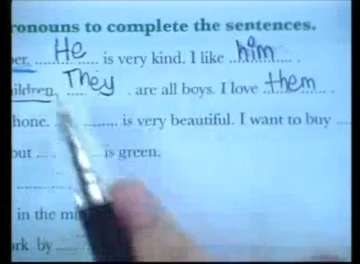 ronouns to complete the sentences.
er, He is very kind. I like him
ildren, They are all boys. I love them
hone. ........ is very beautiful. I want to buy ....
out .... is green.
in the mi
rk by ....